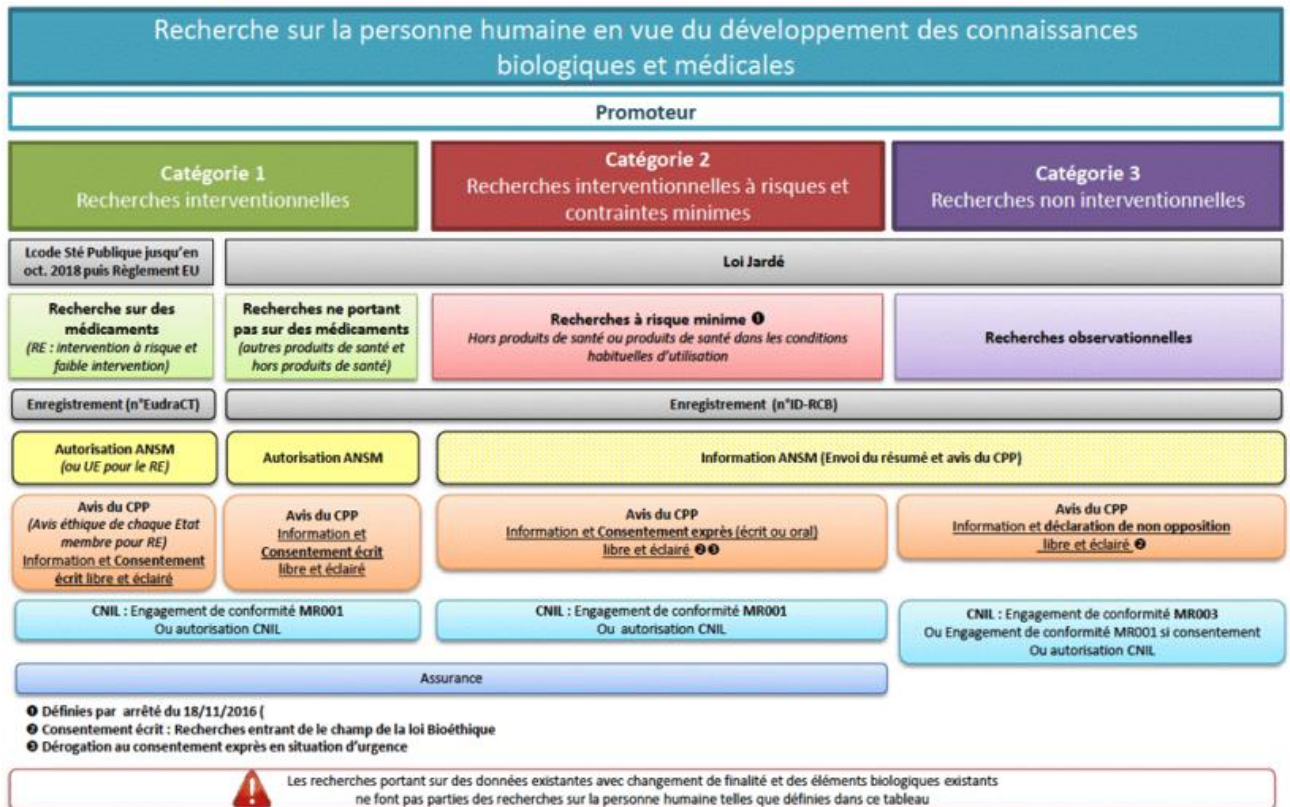 Recherche sur la personne humaine en vue du développement des connaissances
biologiques et médicales
Promoteur
Catégorie 1
Recherches interventionnelles
Catégorie 2
Recherches interventionnelles à risques et
contraintes minimes
Catégorie 3
Recherches non interventionnelles
Lcode Sté Publique jusqu'en
oct. 2018 puis Règlement EU
Loi Jardé
Recherche sur des
médicaments
(RE : intervention à risque et
faible intervention)
Recherches ne portant
pas sur des médicaments
(autres produits de santé et
hors produits de santé)
Recherches à risque minime ❶
Hors produits de santé ou produits de santé dans les conditions
habituelles d'utilisation
Recherches observationnelles
Enregistrement (n°EudraCT)
Enregistrement (n°ID-RCB)
Autorisation ANSM
(ou UE pour le RE)
Autorisation ANSM
Information ANSM (Envoi du résumé et avis du CPP)
Avis du CPP
(Avis éthique de chaque Etat
membre pour RE)
Information et Consentement
écrit libre et éclairé
Avis du CPP
Information et
Consentement écrit
libre et éclairé
Avis du CPP
Information et Consentement exprès (écrit ou oral)
libre et éclairé ❷❸
Avis du CPP
Information et déclaration de non opposition
libre et éclairé ❷
CNIL : Engagement de conformité MR001
Ou autorisation CNIL
CNIL : Engagement de conformité MR001
Ou autorisation CNIL
CNIL : Engagement de conformité MR003
Ou Engagement de conformité MR001 si consentement
Ou autorisation CNIL
Assurance
❶ Définies par arrêté du 18/11/2016 (
❷ Consentement écrit : Recherches entrant de le champ de la loi Bioéthique
❸ Dérogation au consentement exprès en situation d'urgence
Les recherches portant sur des données existantes avec changement de finalité et des éléments biologiques existants
ne font pas parties des recherches sur la personne humaine telles que définies dans ce tableau